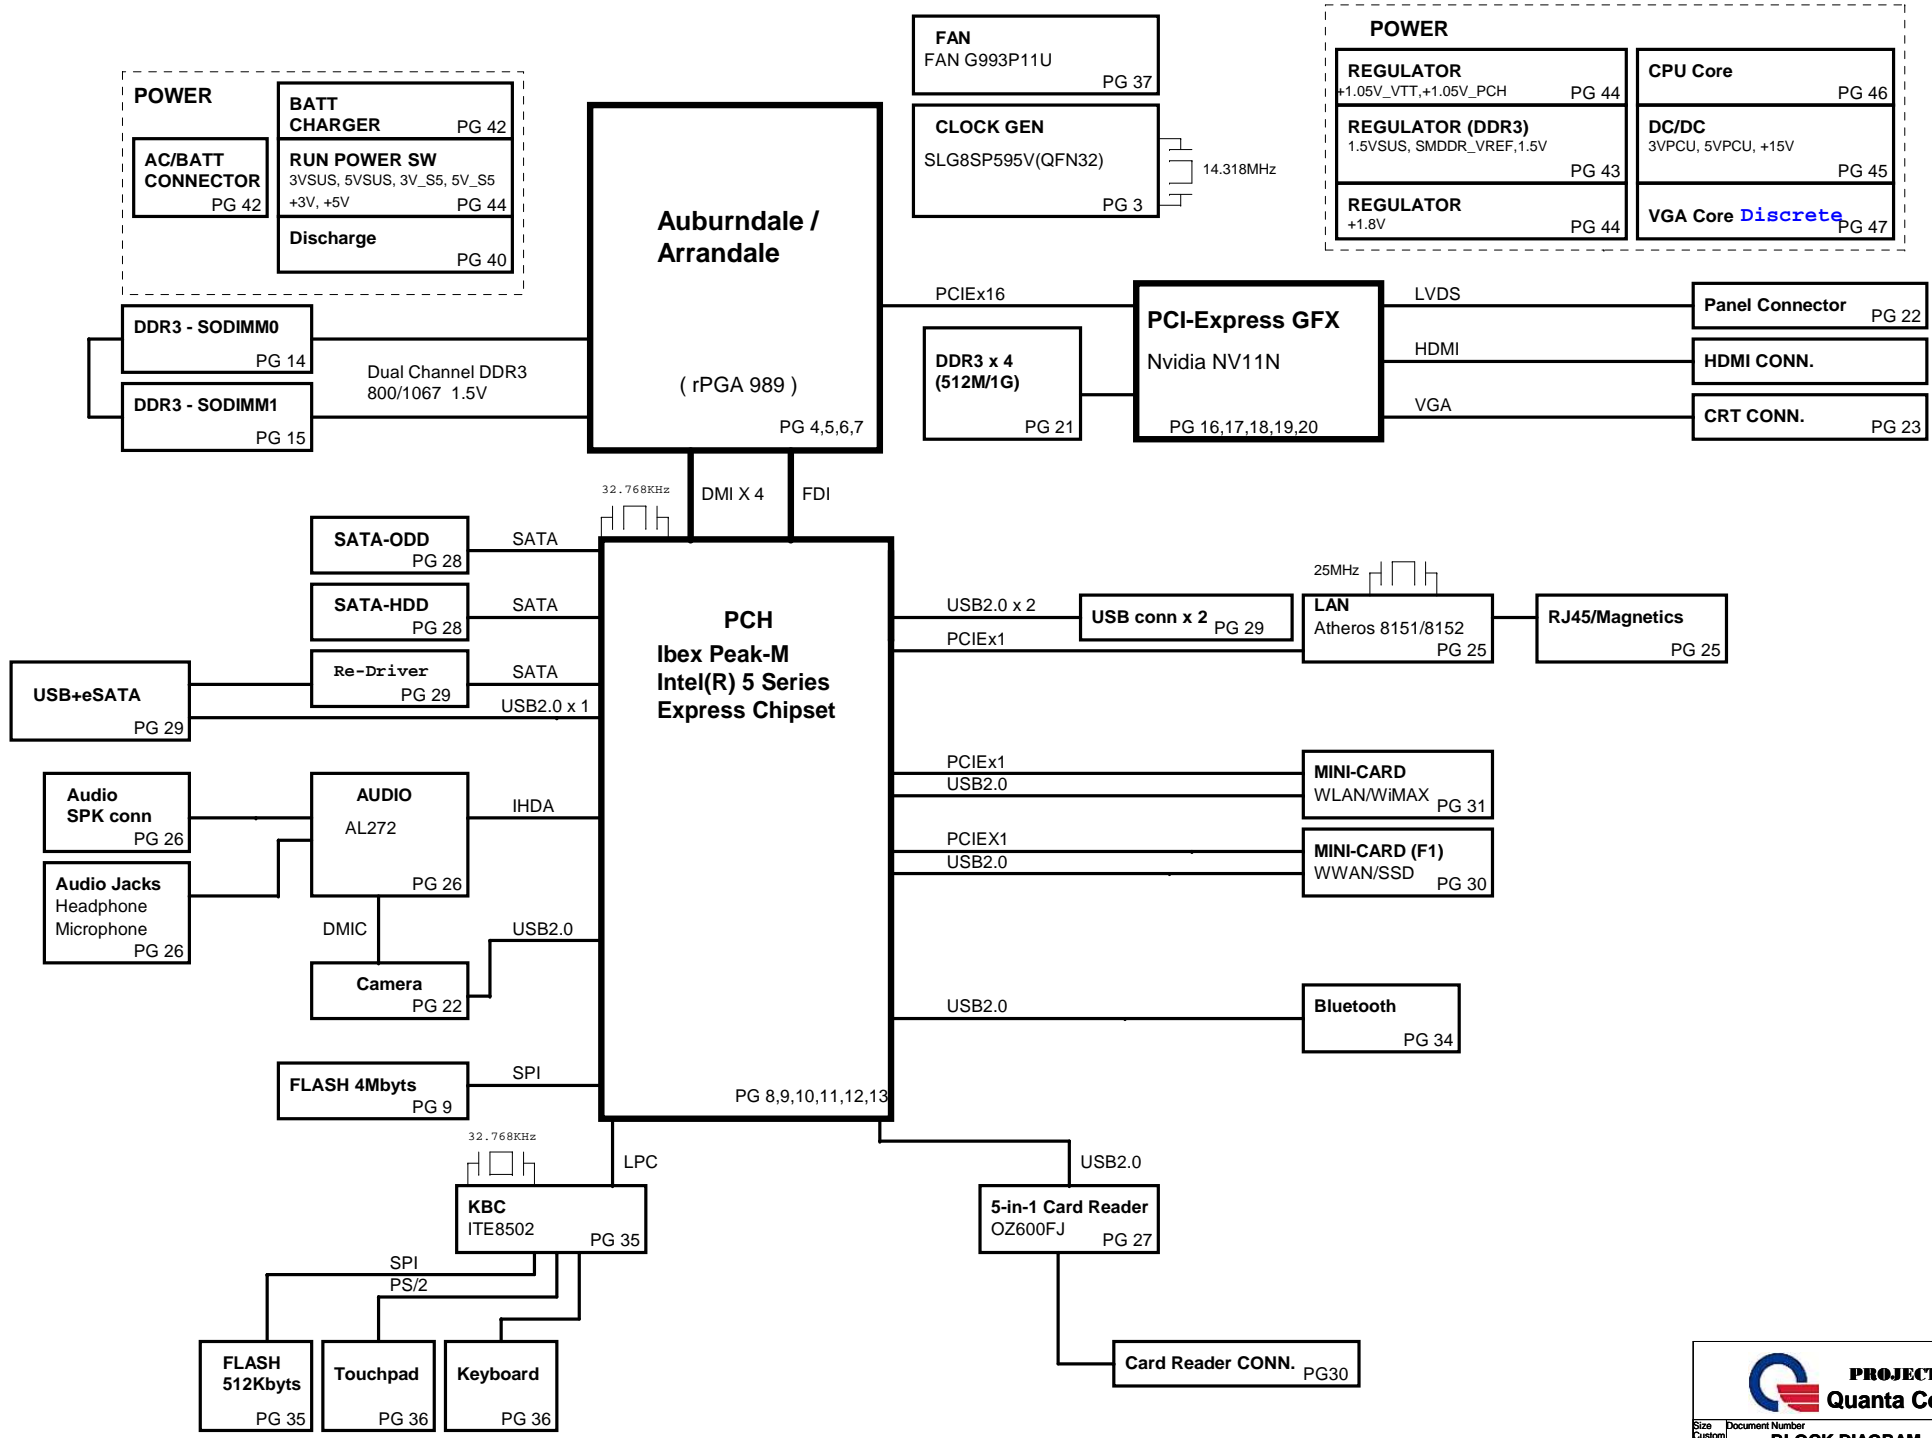 FAN
FAN G993P11U
PG 37
CLOCK GEN
SLG8SP595V(QFN32)
PG 3
14.318MHz
POWER
REGULATOR
+1.05V_VTT,+1.05V_PCH
PG 44
CPU Core
PG 46
REGULATOR (DDR3)
1.5VSUS, SMDDR_VREF,1.5V
PG 43
DC/DC
3VPCU, 5VPCU, +15V
PG 45
REGULATOR
+1.8V
PG 44
VGA Core Discrete
PG 47
POWER
BATT
CHARGER
PG 42
AC/BATT
CONNECTOR
PG 42
RUN POWER SW
3VSUS, 5VSUS, 3V_S5, 5V_S5
+3V, +5V
PG 44
Discharge
PG 40
Auburndale /
Arrandale
( rPGA 989 )
PG 4,5,6,7
DDR3 - SODIMM0
PG 14
Dual Channel DDR3
800/1067 1.5V
DDR3 - SODIMM1
PG 15
PCIEx16
DDR3 x 4
(512M/1G)
PG 21
PCI-Express GFX
Nvidia NV11N
PG 16,17,18,19,20
LVDS
Panel Connector
PG 22
HDMI
HDMI CONN.
VGA
CRT CONN.
PG 23
32.768KHz
DMI X 4
FDI
SATA-ODD
PG 28
SATA
SATA-HDD
PG 28
SATA
Re-Driver
PG 29
SATA
USB+eSATA
PG 29
USB2.0 x 1
PCH
Ibex Peak-M
Intel(R) 5 Series
Express Chipset
PG 8,9,10,11,12,13
USB2.0 x 2
USB conn x 2
PG 29
PCIEx1
25MHz
LAN
Atheros 8151/8152
PG 25
RJ45/Magnetics
PG 25
Audio
SPK conn
PG 26
AUDIO
AL272
PG 26
IHDA
Audio Jacks
Headphone
Microphone
PG 26
DMIC
USB2.0
Camera
PG 22
PCIEx1
USB2.0
MINI-CARD
WLAN/WiMAX
PG 31
PCIEX1
USB2.0
MINI-CARD (F1)
WWAN/SSD
PG 30
USB2.0
Bluetooth
PG 34
FLASH 4Mbyts
PG 9
SPI
32.768KHz
LPC
KBC
ITE8502
PG 35
USB2.0
5-in-1 Card Reader
OZ600FJ
PG 27
SPI
PS/2
FLASH
512Kbyts
PG 35
Touchpad
PG 36
Keyboard
PG 36
Card Reader CONN.
PG30
PROJECT
Quanta Co
Size
Document Number
Custom
BLOCK DIAGRAM